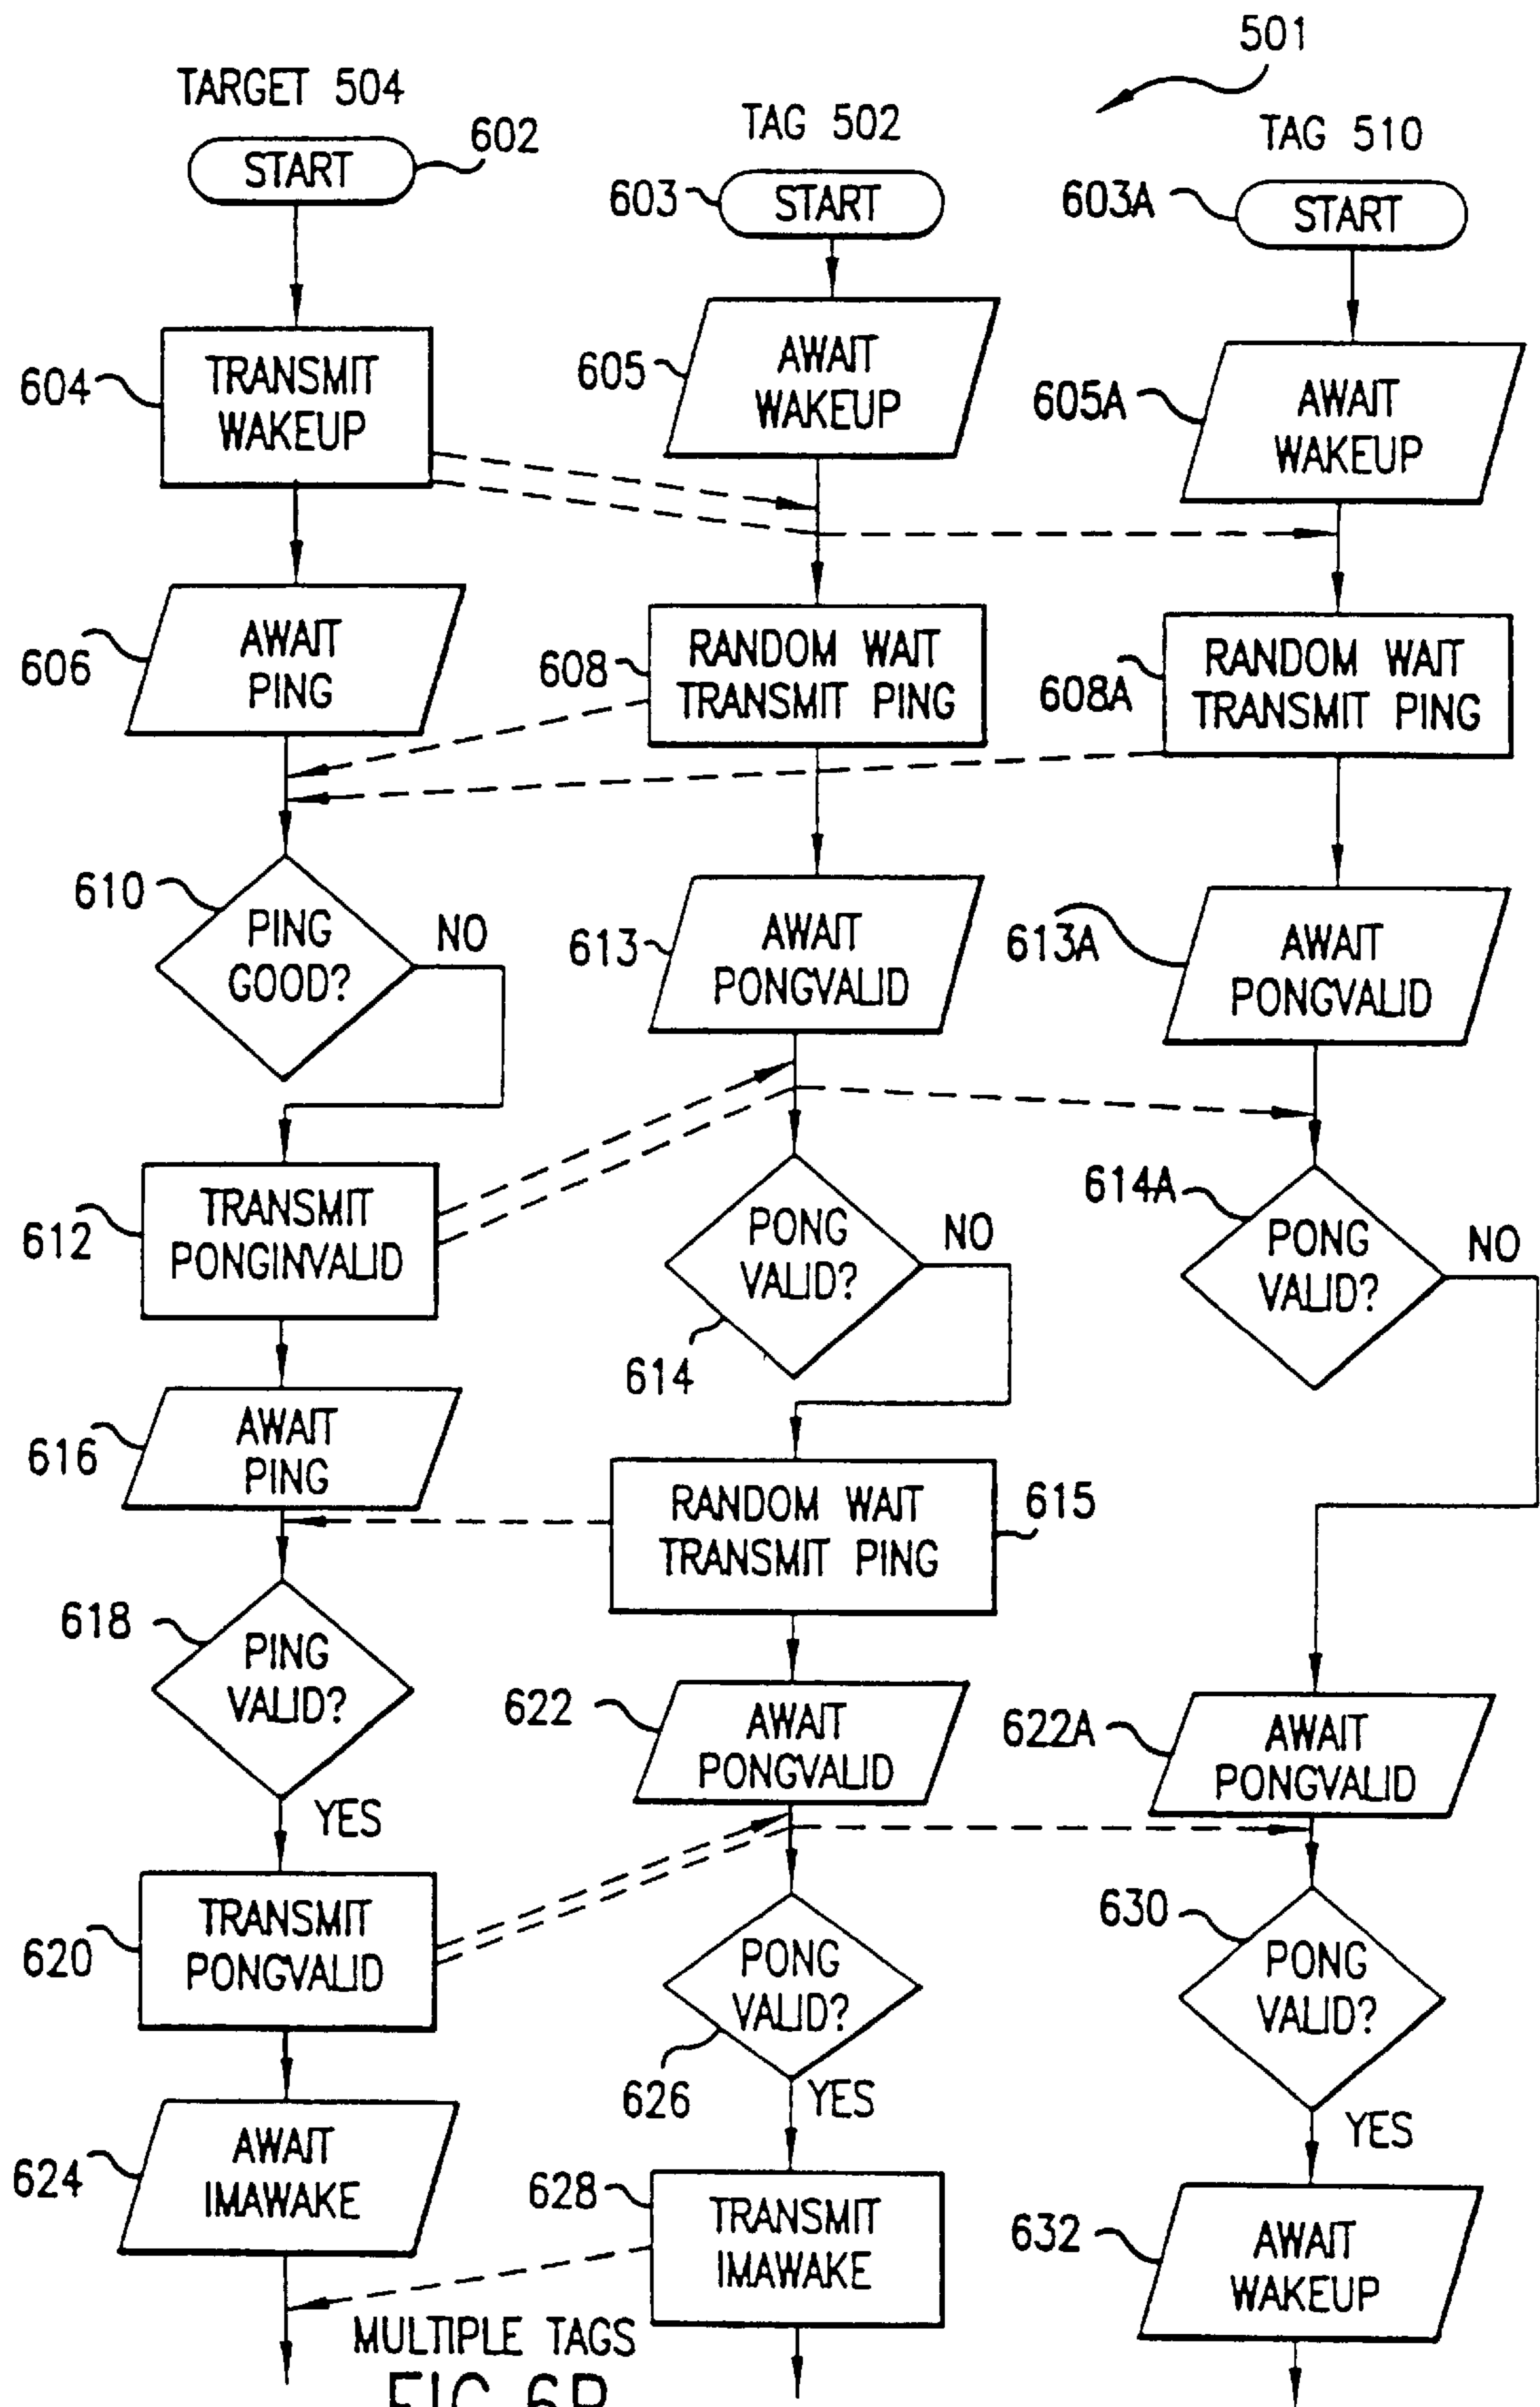 501
TARGET 504
START
602
TRANSMIT
WAKEUP
604
AWAIT
PING
606
610
PING
GOOD?
NO
TRANSMIT
PONGINVALID
612
AWAIT
PING
616
618
PING
VALID?
YES
TRANSMIT
PONGVALID
620
AWAIT
IMAWAKE
624
TAG 502
603
START
605
AWAIT
WAKEUP
608
RANDOM WAIT
TRANSMIT PING
613
AWAIT
PONGVALID
PONG
VALID?
NO
614
RANDOM WAIT
TRANSMIT PING
615
622
AWAIT
PONGVALID
PONG
VALID?
626
YES
628
TRANSMIT
IMAWAKE
TAG 510
603A
START
605A
AWAIT
WAKEUP
608A
RANDOM WAIT
TRANSMIT PING
613A
AWAIT
PONGVALID
614A
PONG
VALID?
NO
622A
AWAIT
PONGVALID
630
PONG
VALID?
YES
632
AWAIT
WAKEUP
MULTIPLE TAGS
FIG.6B